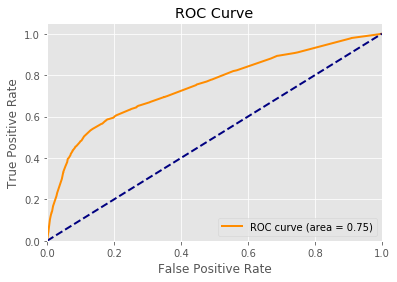 ROC Curve
1.0
0.8
0.6
0.4
0.2
0.0
True Positive Rate
ROC curve (area = 0.75)
0.0 0.2 0.4 0.6 0.8 1.0
False Positive Rate